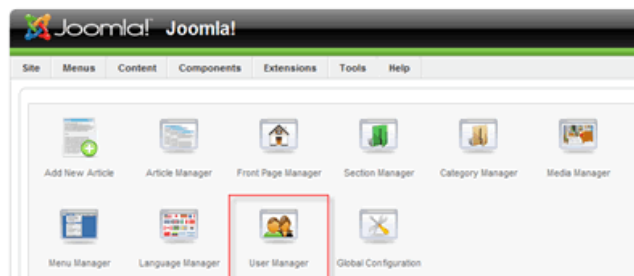 Joomla! Joomla!
Site Menus Content Components Extensions Tools Help
Add New Article Article Manager Front Page Manager Section Manager Category Manager Media Manager
Menu Manager Language Manager User Manager Global Configuration